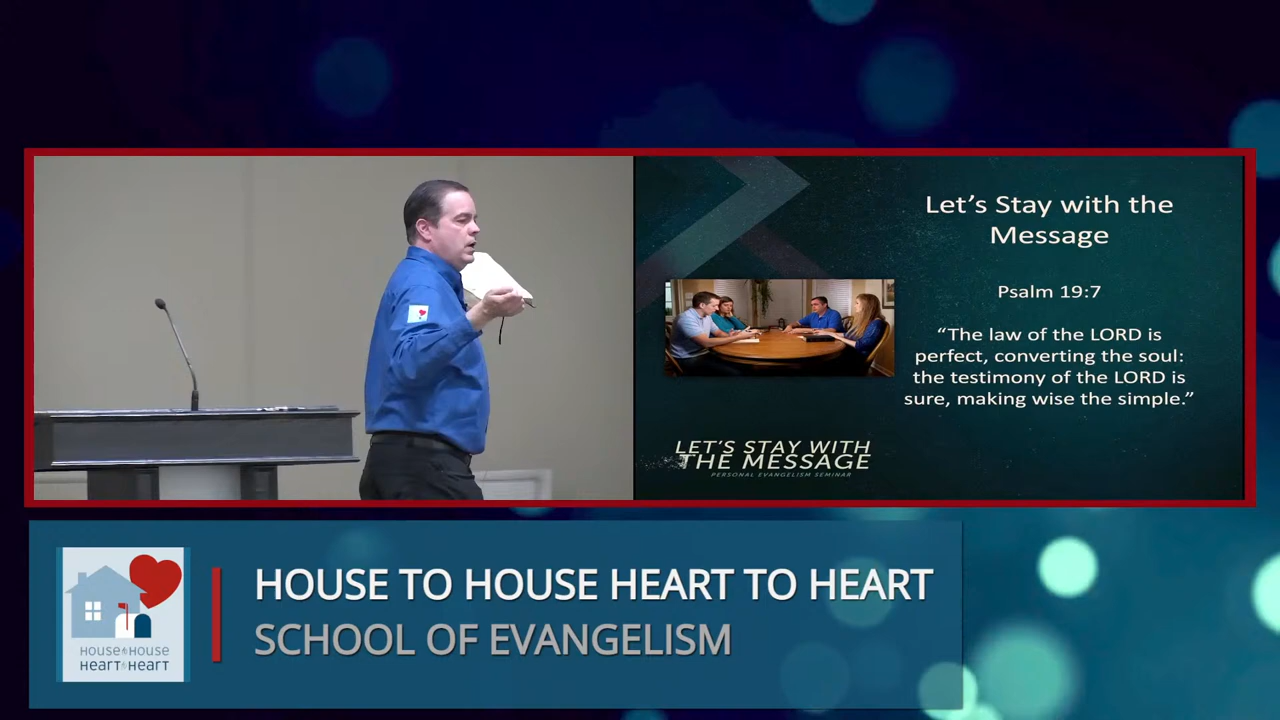 Let's Stay with the
Message
Psalm 19:7
“The law of the LORD is
perfect, converting the soul:
the testimony of the LORD is
sure, making wise the simple.”
LET'S STAY WITH
THE MESSAGE
PERSONAL EVANGELISM SEMINAR
HOUSE TO HOUSE HEART TO HEART
SCHOOL OF EVANGELISM
HOUSE TO HOUSE
HEART TO HEART